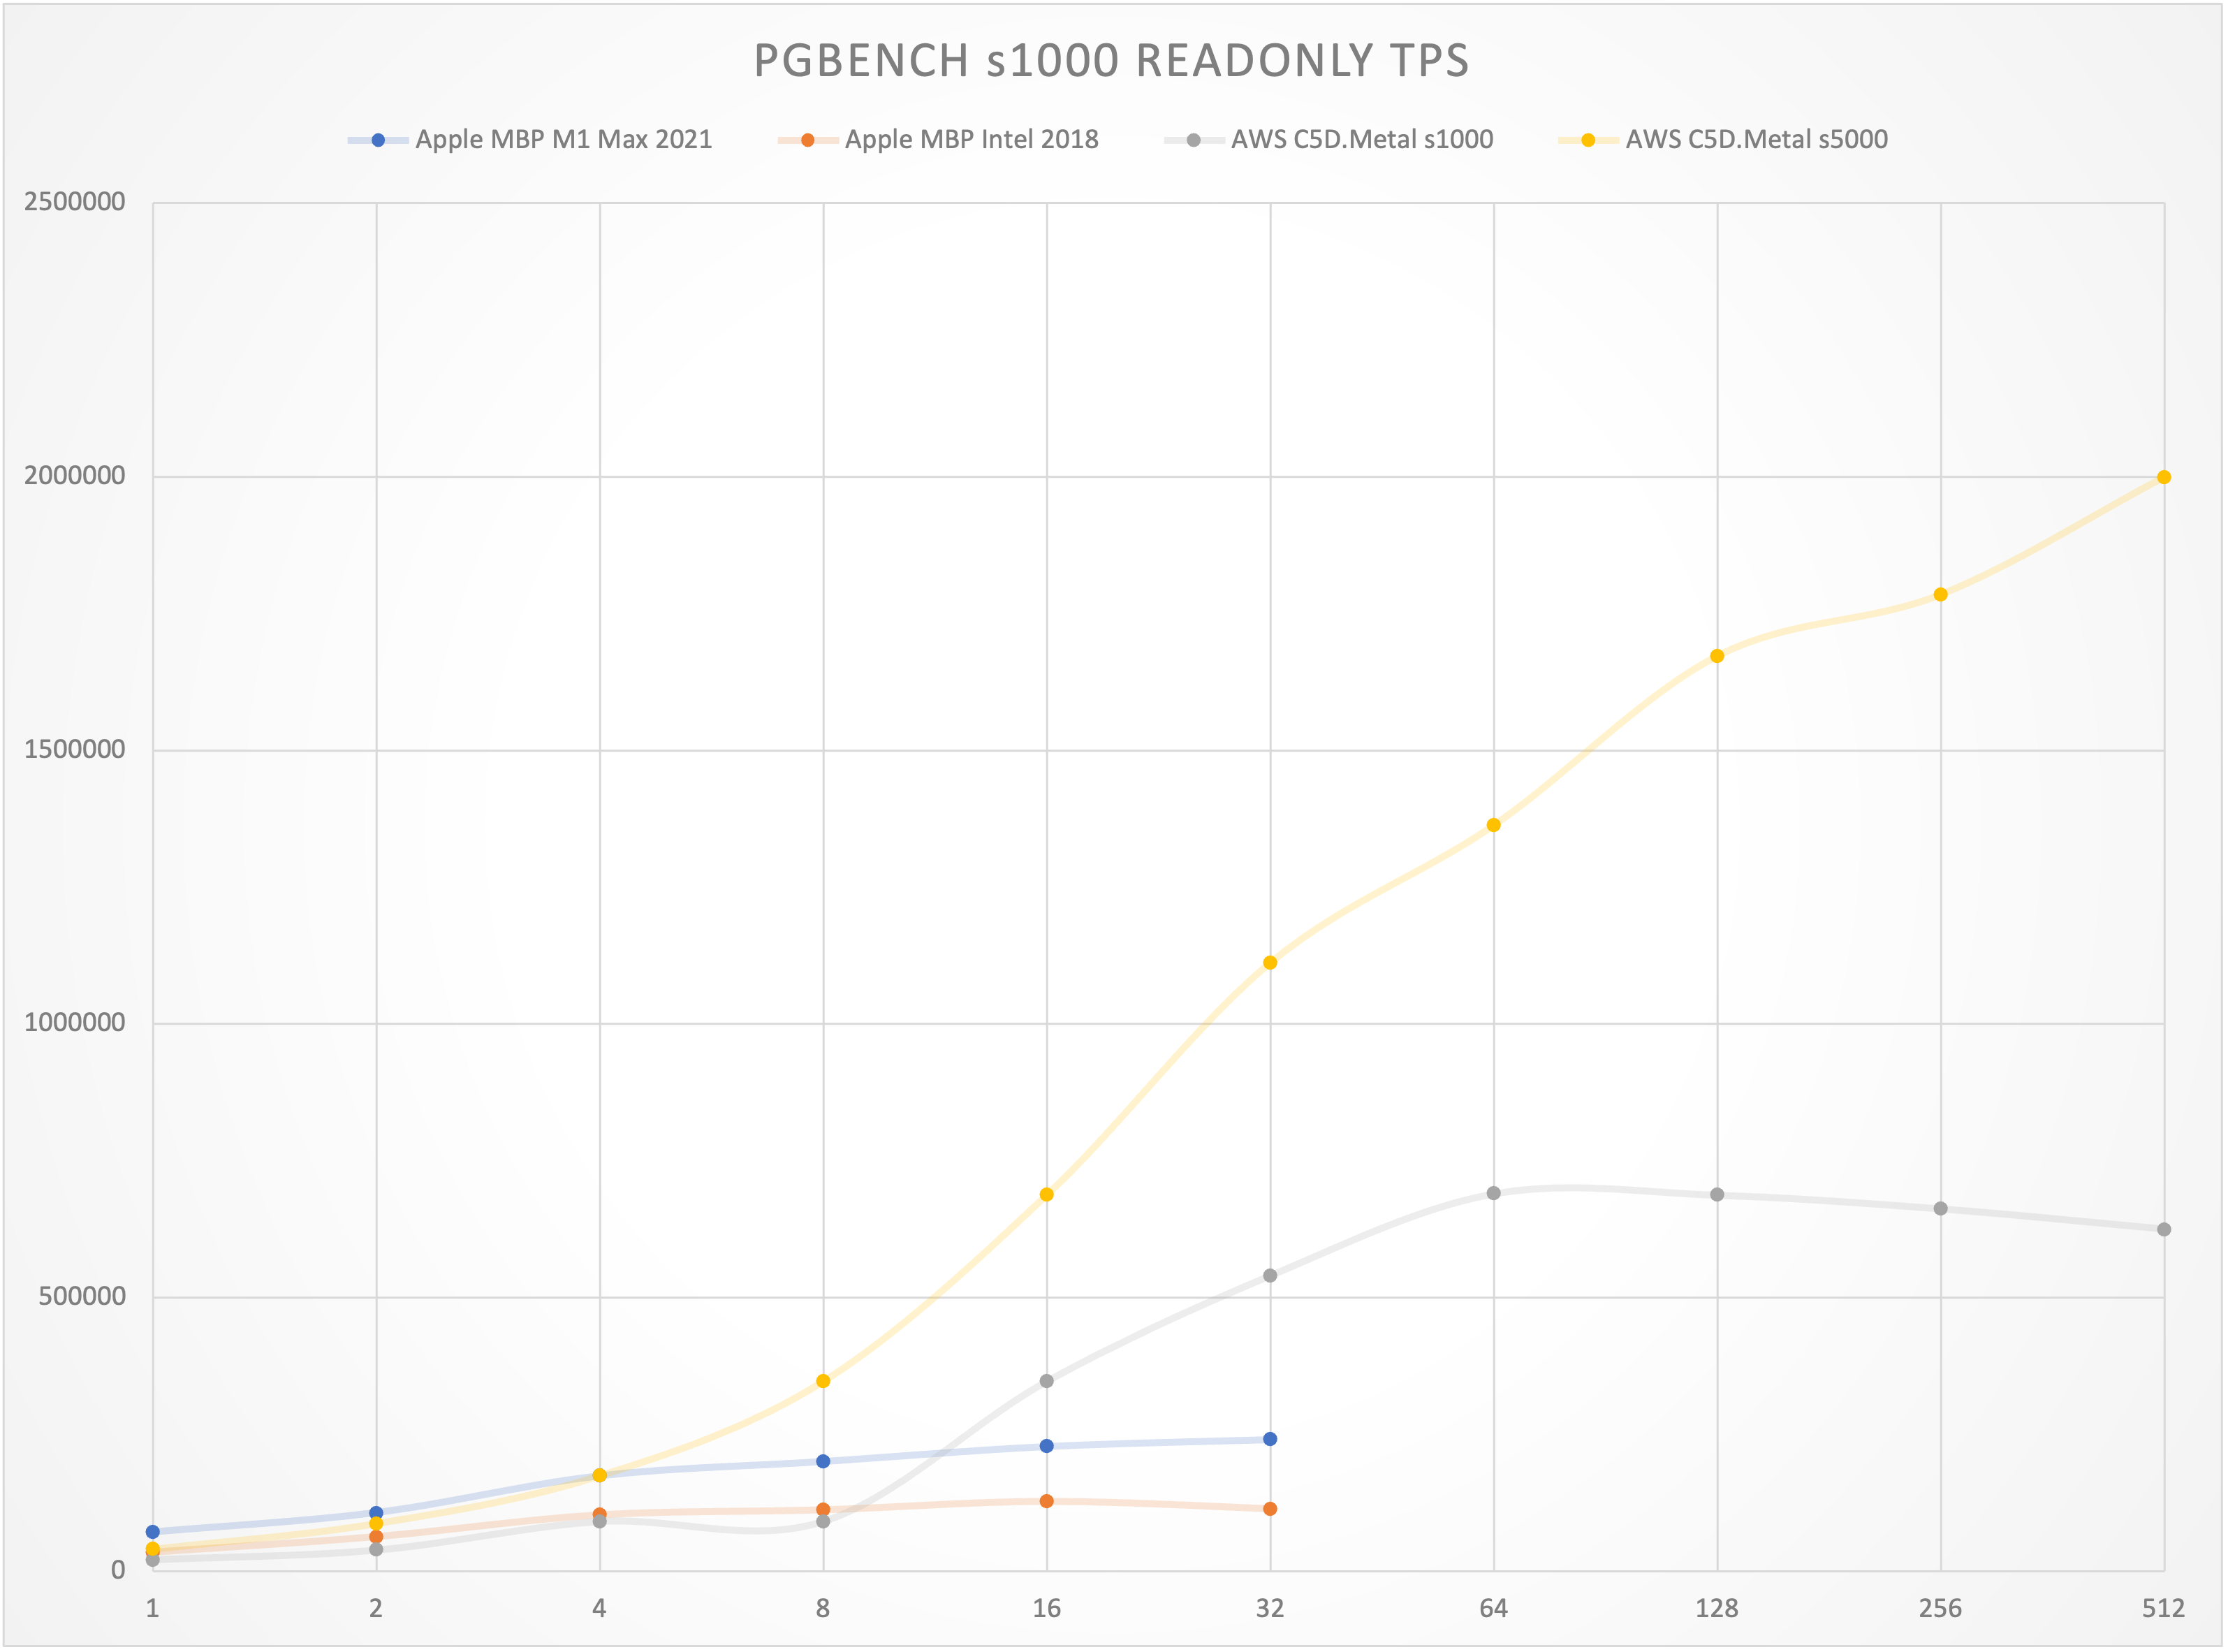 PGBENCH s1000 READONLY TPS
Apple MBP M1 Max 2021 Apple MBP Intel 2018 AWS C5D.Metal s1000 AWS C5D.Metal s5000
2500000
2000000
1500000
1000000
500000
0
1 2 4 8 16 32 64 128 256 512